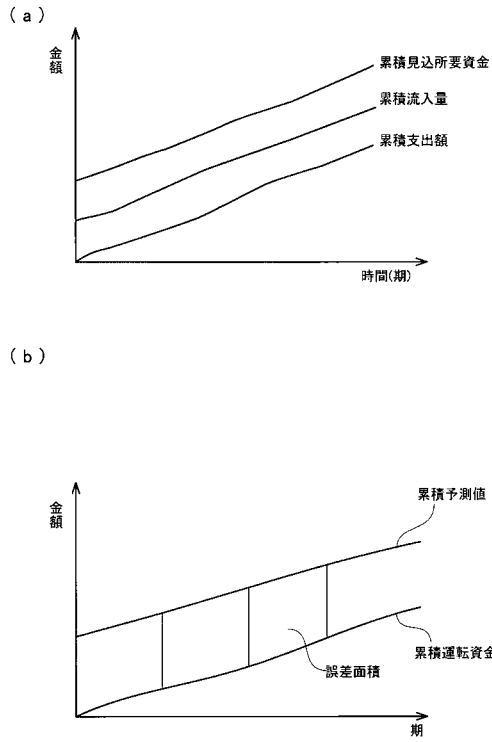 (a)
金額
累積見込所要資金
累積流入量
累積支出額
時間(期)
(b)
金額
累積予測値
誤差面積
累積運転資金
期